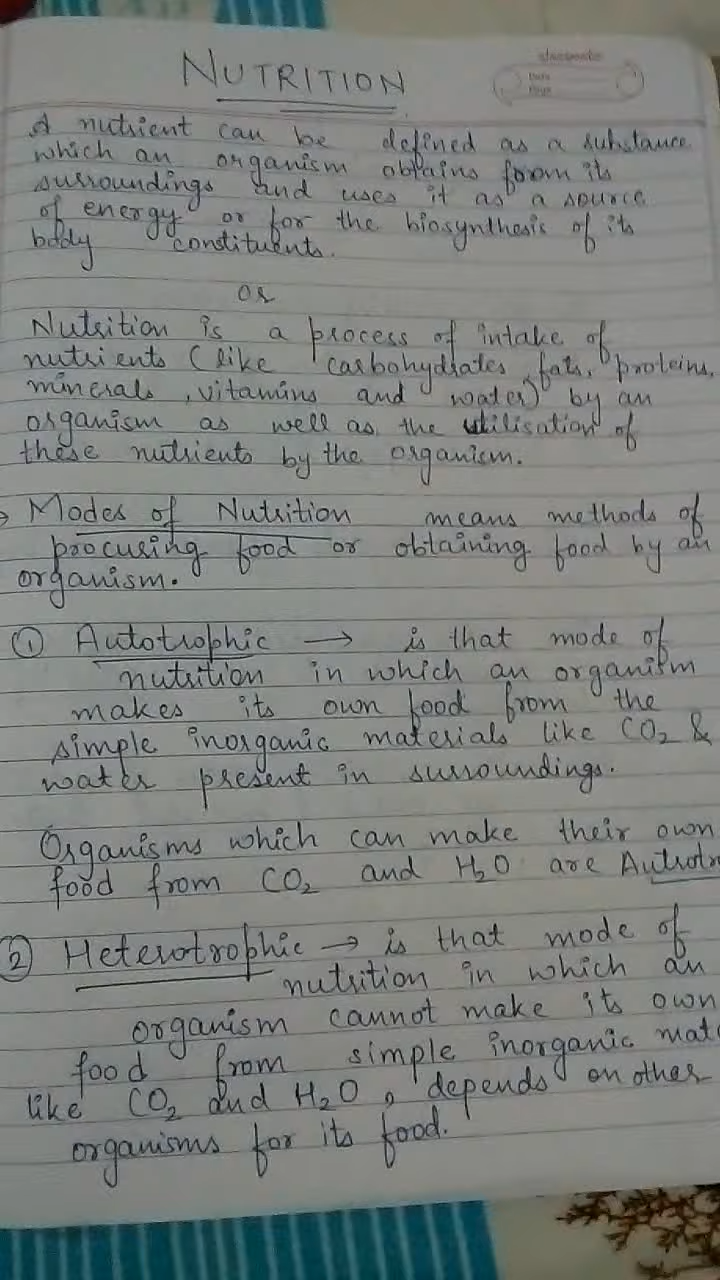 NUTRITION
classmate
Date
Page
A nutrient can be defined as a substance
which an organism obtains from its
surroundings and uses it as a source
of energy or for the biosynthesis of its
body constituents.
OR
Nutrition is a process of intake of
nutrients (like carbohydrates, fats, proteins,
minerals, vitamins and water) by an
organism as well as the utilisation of
these nutrients by the organism.
Modes of Nutrition means methods of
procuring food or obtaining food by an
organism.
① Autotrophic → is that mode of
nutrition in which an organism
makes its own food from the
simple inorganic materials like CO2 &
water present in surroundings.
Organisms which can make their own
food from CO2 and H2O are Autotr
② Heterotrophic → is that mode of
nutrition in which an
organism cannot make its own
food from simple inorganic mat
like CO2 and H2O, depends on other
organisms for its food.